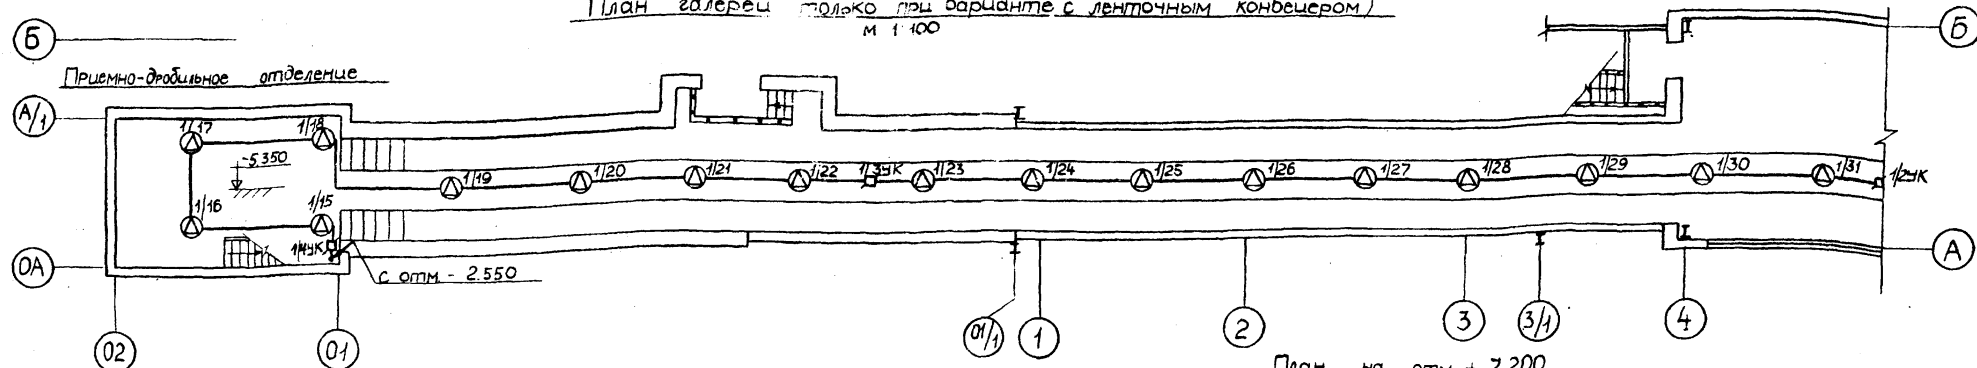 План галереи только при варианте с ленточным конвейером)
М 1:100
Б
Б
Приемно-дробильное отделение
А/1
1/17
1/18
-5.350
1/19
1/20
1/21
1/22
1/3УК
1/23
1/24
1/25
1/26
1/27
1/28
1/29
1/30
1/31
1/2УК
1/16
1/15
1/4УК
с отм. - 2.550
0А
А
02
01
01/1
1
2
3
3/1
4
План на отм + 7.200